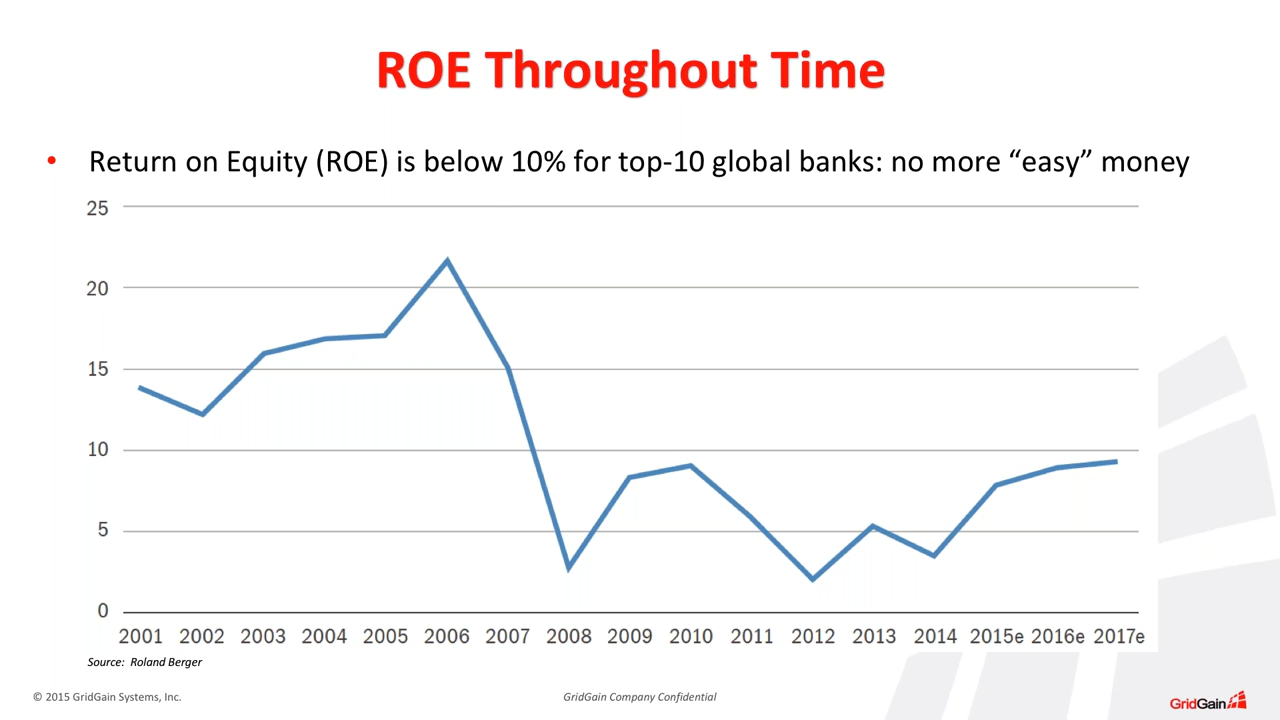 ROE Throughout Time
• Return on Equity (ROE) is below 10% for top-10 global banks: no more “easy” money
25
20
15
10
5
0
2001 2002 2003 2004 2005 2006 2007 2008 2009 2010 2011 2012 2013 2014 2015e 2016e 2017e
Source: Roland Berger
© 2015 GridGain Systems, Inc. GridGain Company Confidential GridGain